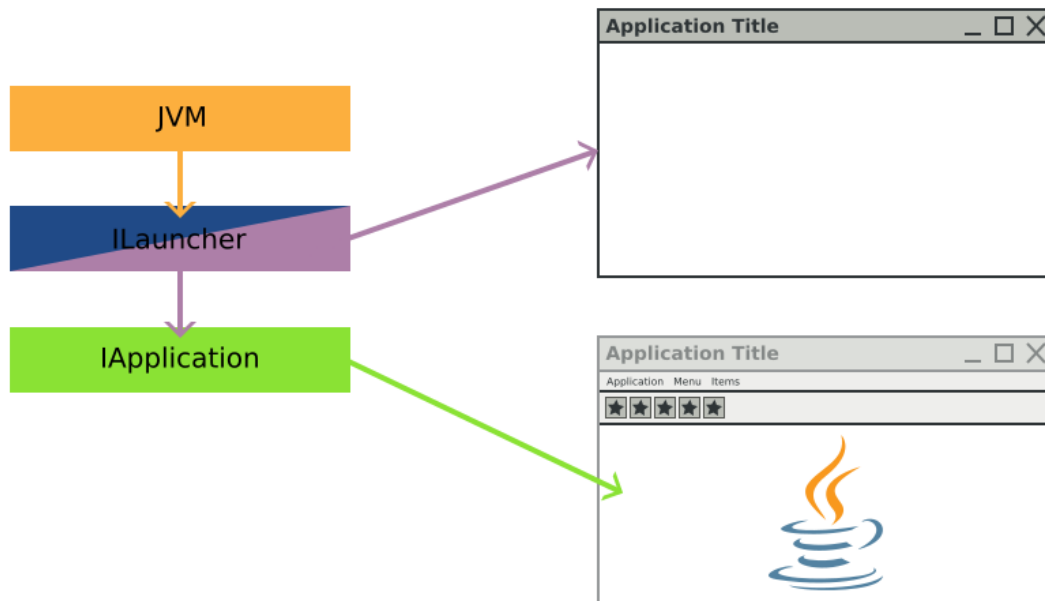 JVM
ILauncher
IApplication
Application Title
Application Title
Application Menu Items